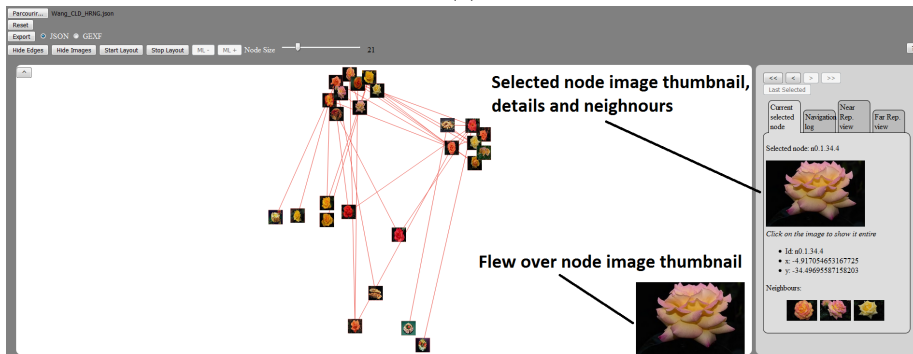 Parcourir... Wang_CLD_HRNG.json
Reset
Export JSON GEXF
Hide Edges Hide Images Start Layout Stop Layout ML - ML + Node Size 21
^
Selected node image thumbnail,
details and neighnours
Flew over node image thumbnail
<< < > >>
Last Selected
Current
selected
node
Navigation
log
Near
Rep.
view
Far Rep.
view
Selected node: n0.1.34.4
Click on the image to show it entire
Id: n0.1.34.4
x: -4.917054653167725
y: -34.49695587158203
Neighbours: